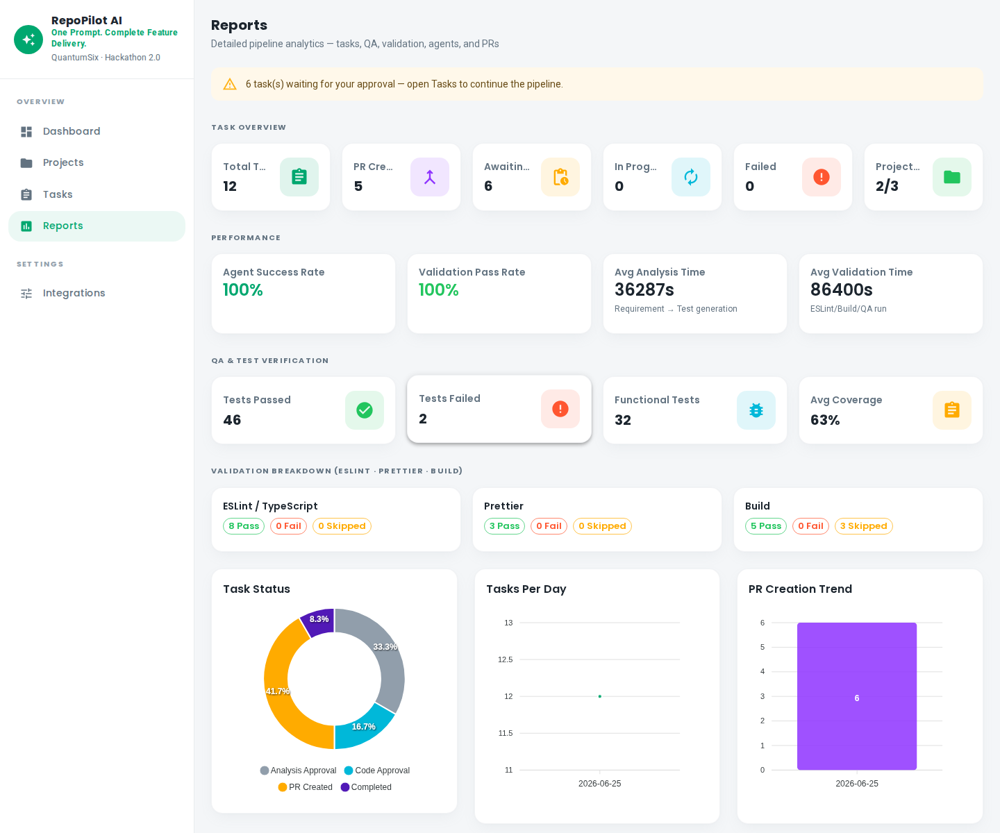 RepoPilot AI
One Prompt. Complete Feature
Delivery.
QuantumSix · Hackathon 2.0
OVERVIEW
Dashboard
Projects
Tasks
Reports
SETTINGS
Integrations
Reports
Detailed pipeline analytics — tasks, QA, validation, agents, and PRs
6 task(s) waiting for your approval — open Tasks to continue the pipeline.
TASK OVERVIEW
Total T...
12
PR Cre...
5
Awaitin...
6
In Prog...
0
Failed
0
Project...
2/3
PERFORMANCE
Agent Success Rate
100%
Validation Pass Rate
100%
Avg Analysis Time
36287s
Requirement → Test generation
Avg Validation Time
86400s
ESLint/Build/QA run
QA & TEST VERIFICATION
Tests Passed
46
Tests Failed
2
Functional Tests
32
Avg Coverage
63%
VALIDATION BREAKDOWN (ESLINT · PRETTIER · BUILD)
ESLint / TypeScript
8 Pass 0 Fail 0 Skipped
Prettier
3 Pass 0 Fail 0 Skipped
Build
5 Pass 0 Fail 3 Skipped
Task Status
8.3%
33.3%
41.7%
16.7%
Analysis Approval Code Approval
PR Created Completed
Tasks Per Day
13
12.5
12
11.5
11
2026-06-25
PR Creation Trend
6
5
4
3
2
1
0
6
2026-06-25